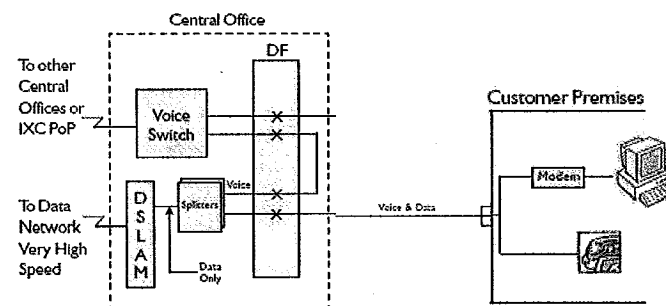 Central Office
DF
To other
Central
Offices or
IXC PoP
Voice
Switch
Customer Premises
Modem
To Data
Network
Very High
Speed
DSLAM
Splitters
Voice
Voice & Data
Data
Only